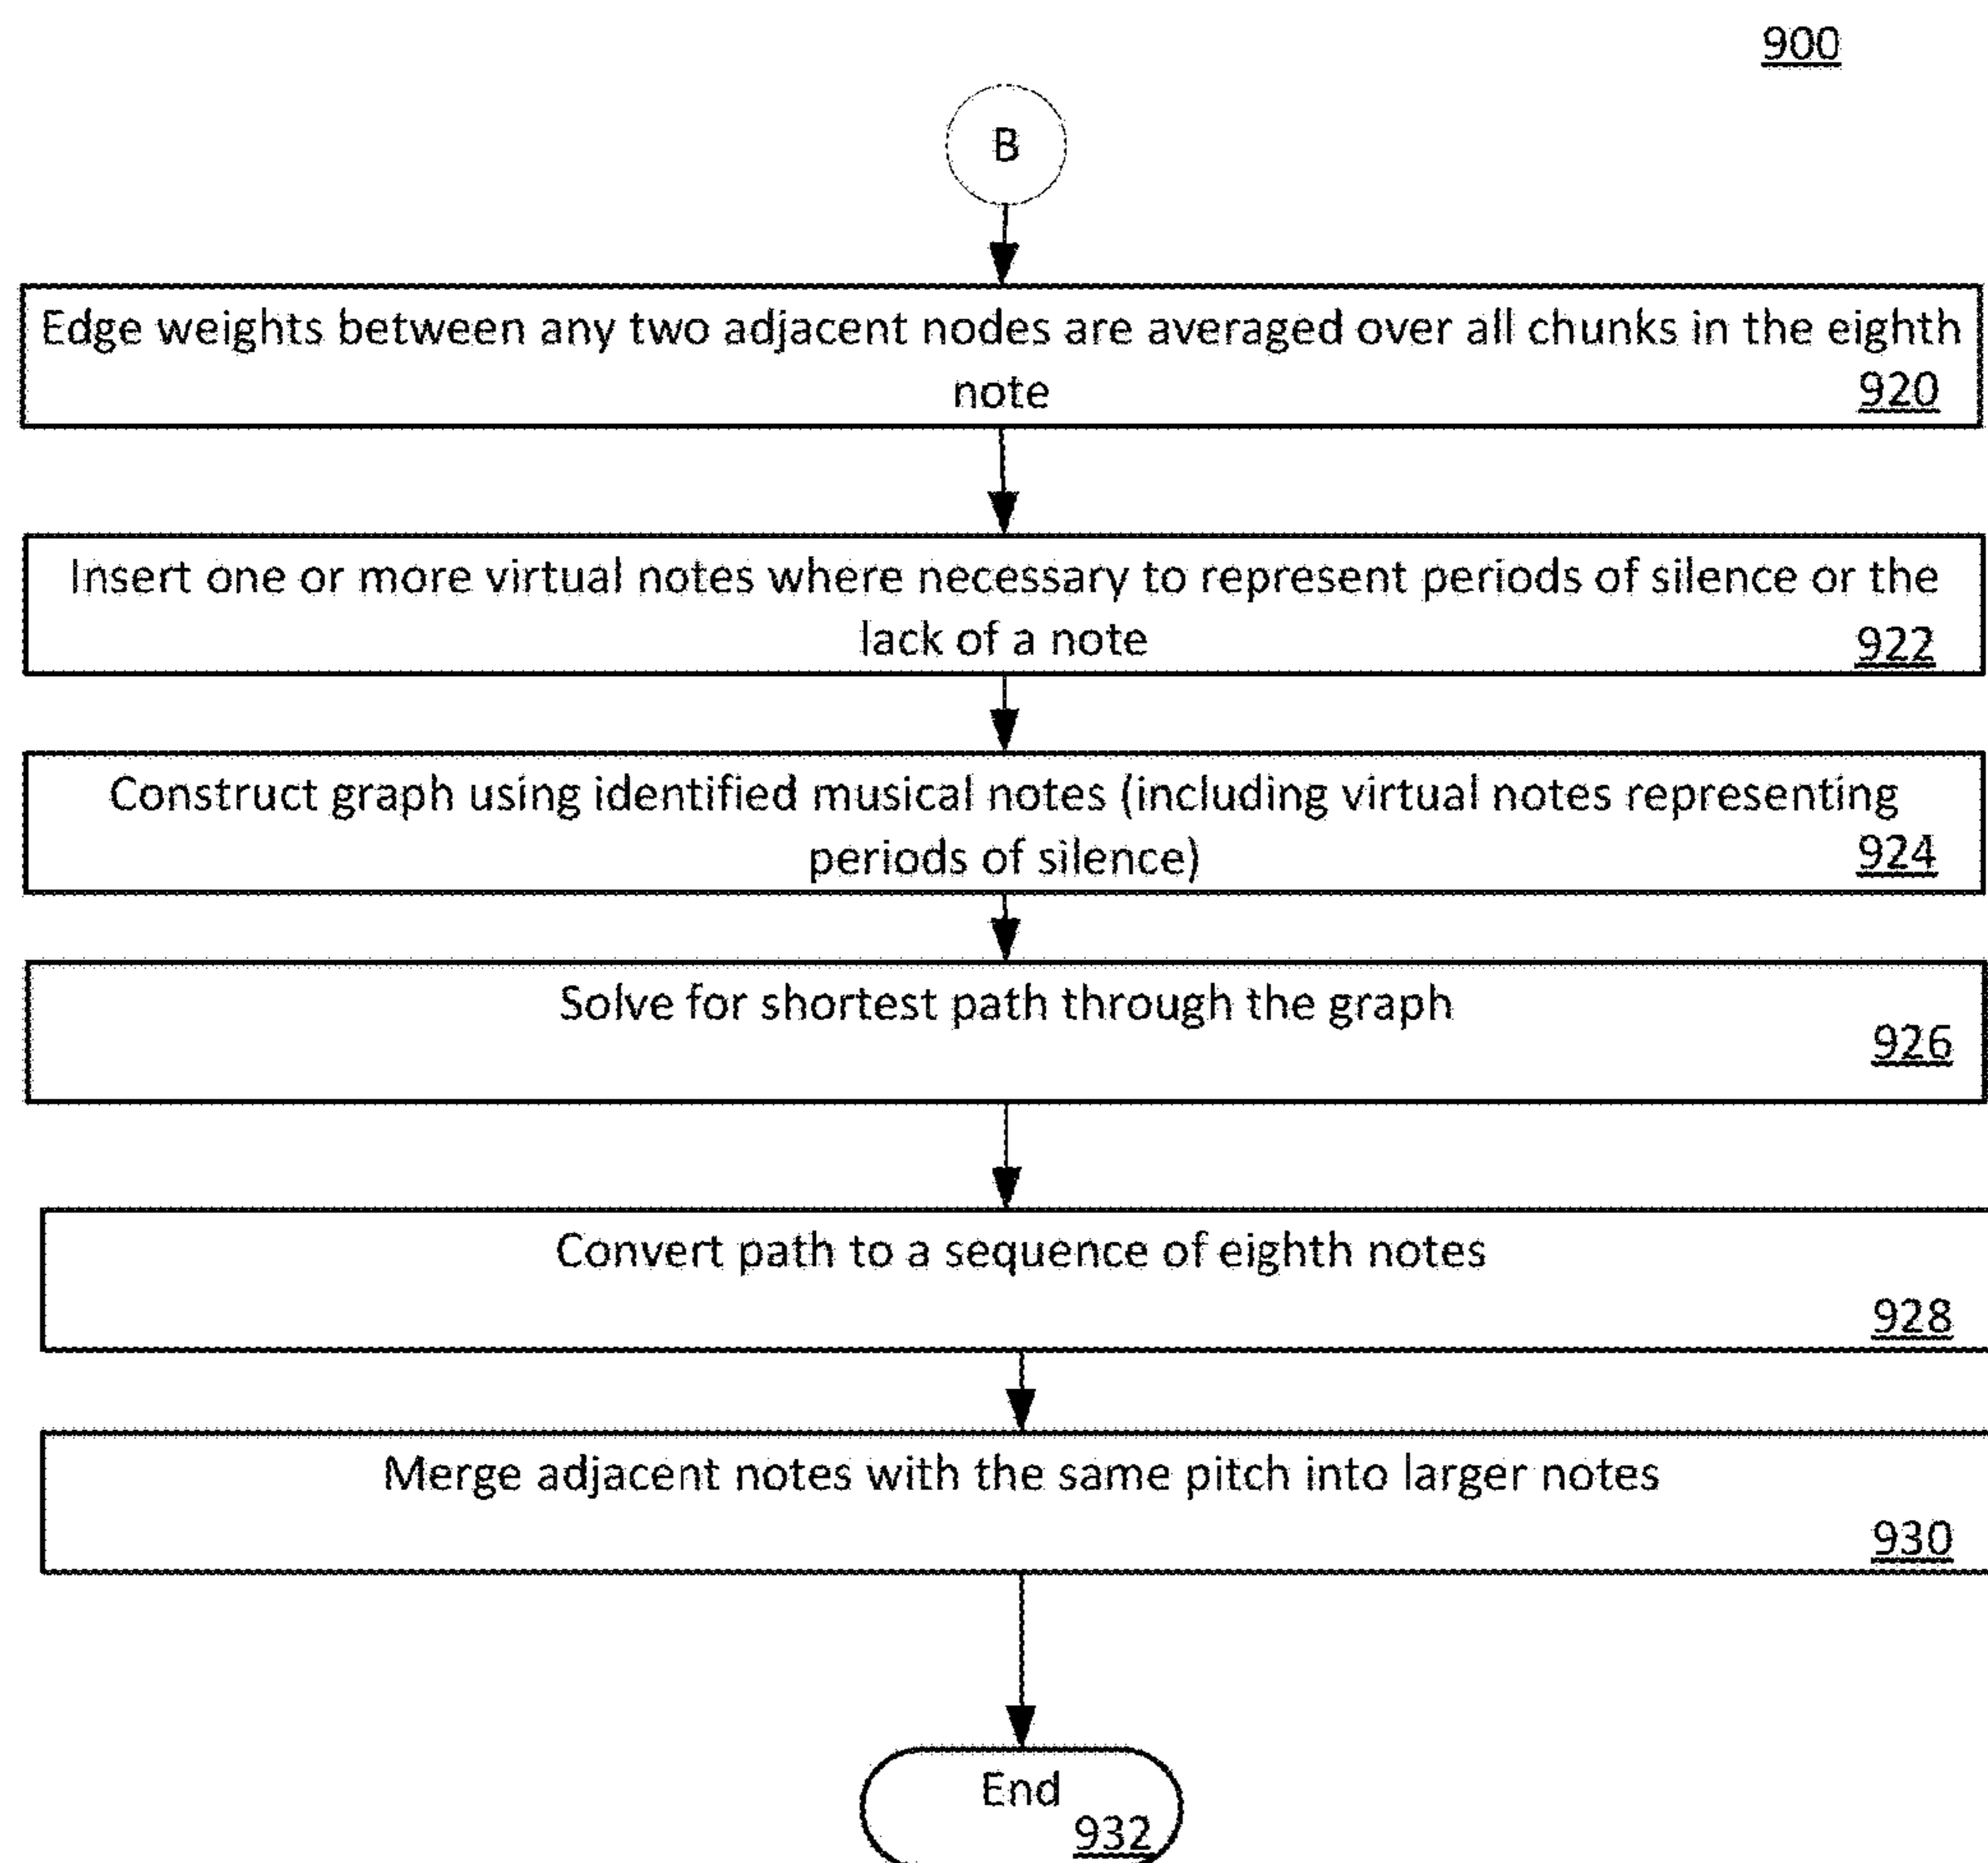 900
B
Edge weights between any two adjacent nodes are averaged over all chunks in the eighth
note
920
Insert one or more virtual notes where necessary to represent periods of silence or the
lack of a note
922
Construct graph using identified musical notes (including virtual notes representing
periods of silence)
924
Solve for shortest path through the graph
926
Convert path to a sequence of eighth notes
928
Merge adjacent notes with the same pitch into larger notes
930
End
932